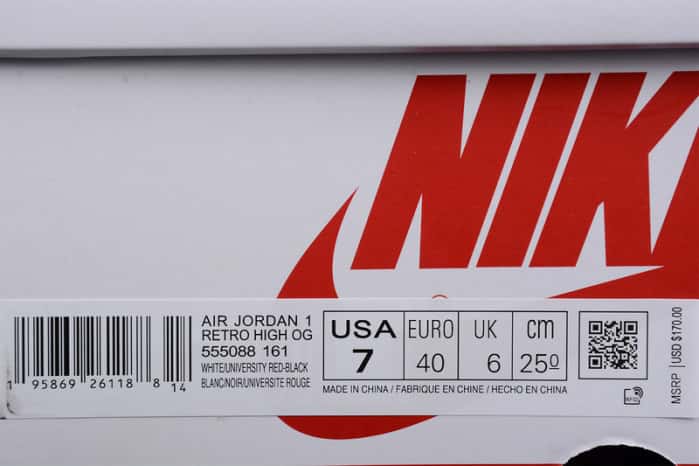 NIK
AIR JORDAN 1
RETRO HIGH OG
555088 161
WHITE/UNIVERSITY RED-BLACK
BLANC/NOIR/UNIVERSITE ROUGE
1 95869 26118 8 14
USA EURO UK cm
7 40 6 25.0
MADE IN CHINA / FABRIQUE EN CHINE / HECHO EN CHINA
RFID
MSRP | USD $170.00